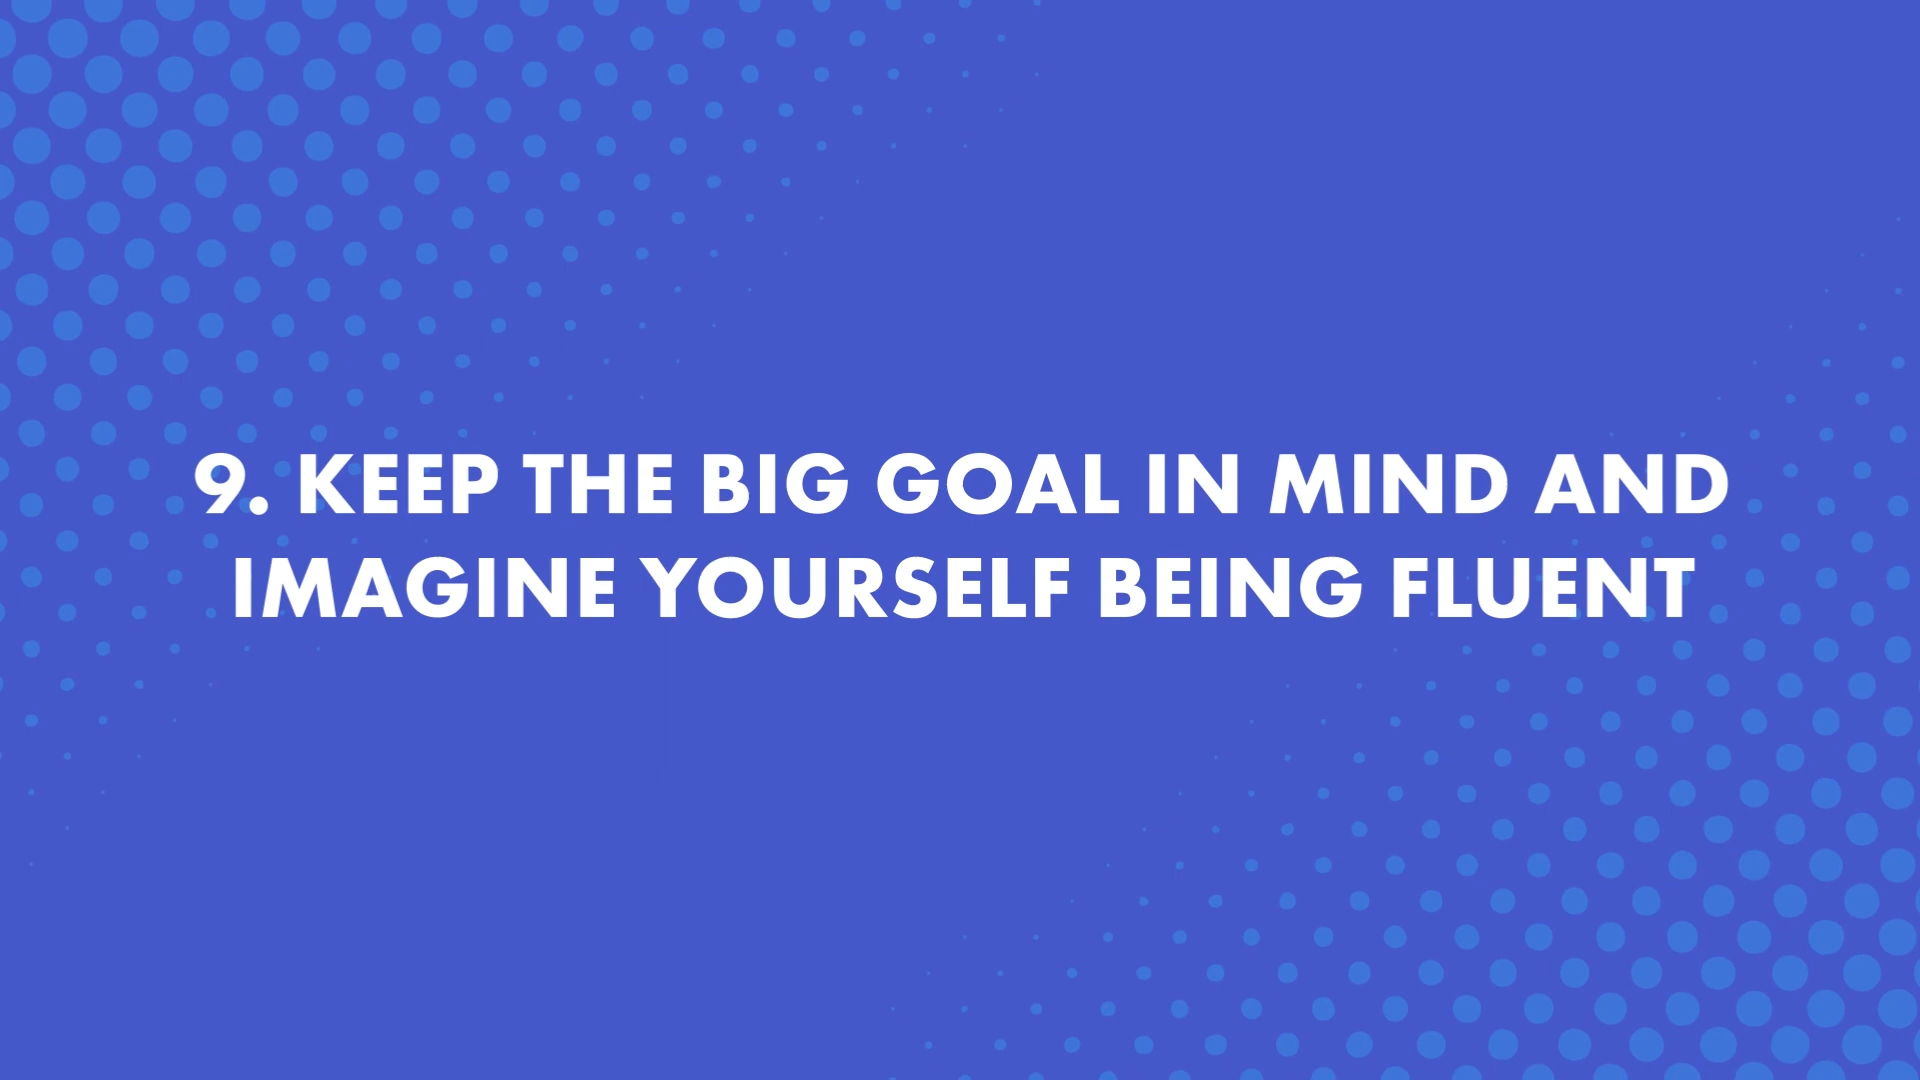 9. KEEP THE BIG GOAL IN MIND AND
IMAGINE YOURSELF BEING FLUENT